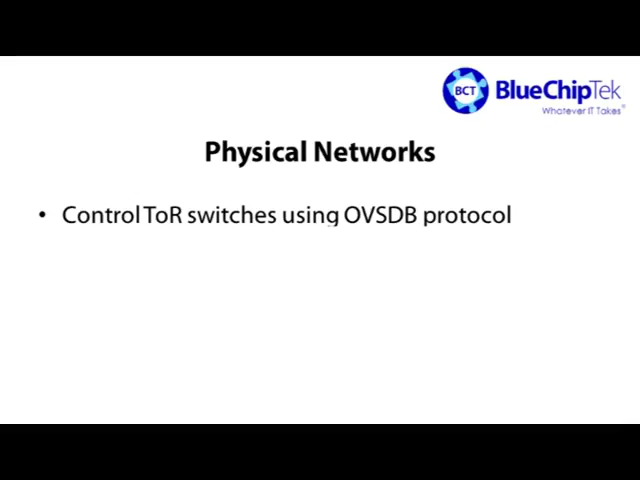 BCT BlueChipTek
Whatever IT Takes®
Physical Networks
• Control ToR switches using OVSDB protocol